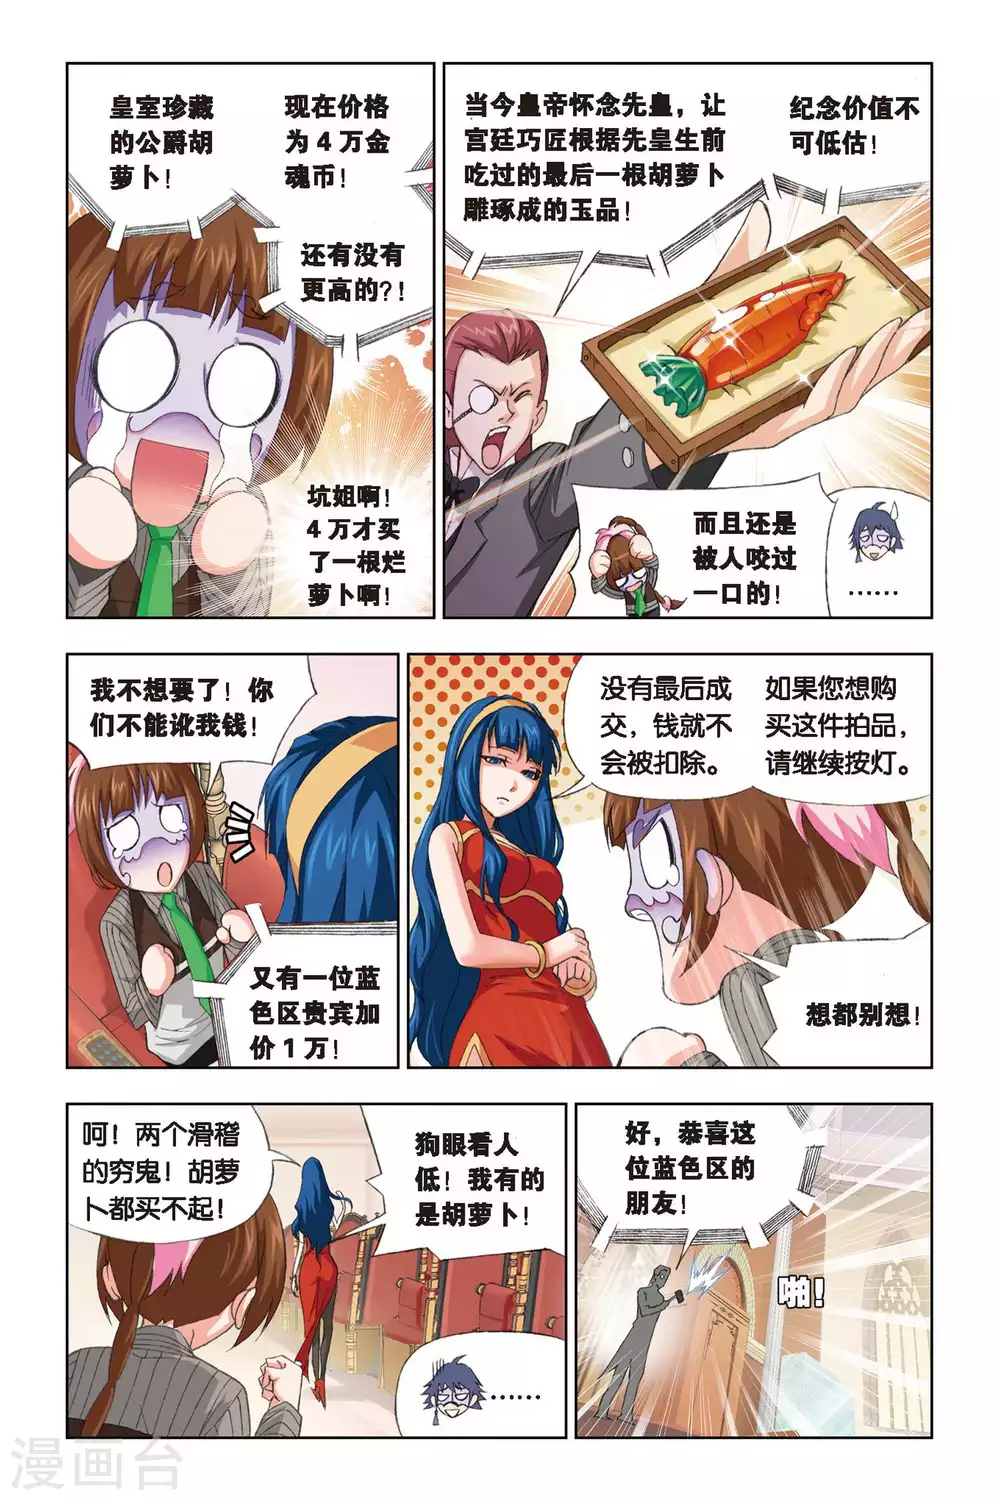 皇室珍藏
的公爵胡
萝卜！
现在价格
为4万金
魂币！
还有没有
更高的?！
坑姐啊！
4万才买
了一根烂
萝卜啊！
当今皇帝怀念先皇，让
宫廷巧匠根据先皇生前
吃过的最后一根胡萝卜
雕琢成的玉品！
纪念价值不
可低估！
而且还是
被人咬过
一口的！
……
我不想要了！你
们不能讹我钱！
又有一位蓝
色区贵宾加
价1万！
没有最后成
交，钱就不
会被扣除。
如果您想购
买这件拍品，
请继续按灯。
想都别想！
呵！两个滑稽
的穷鬼！胡萝
卜都买不起！
狗眼看人
低！我有的
是胡萝卜！
……
好，恭喜这
位蓝色区的
朋友！
啪！
漫画台